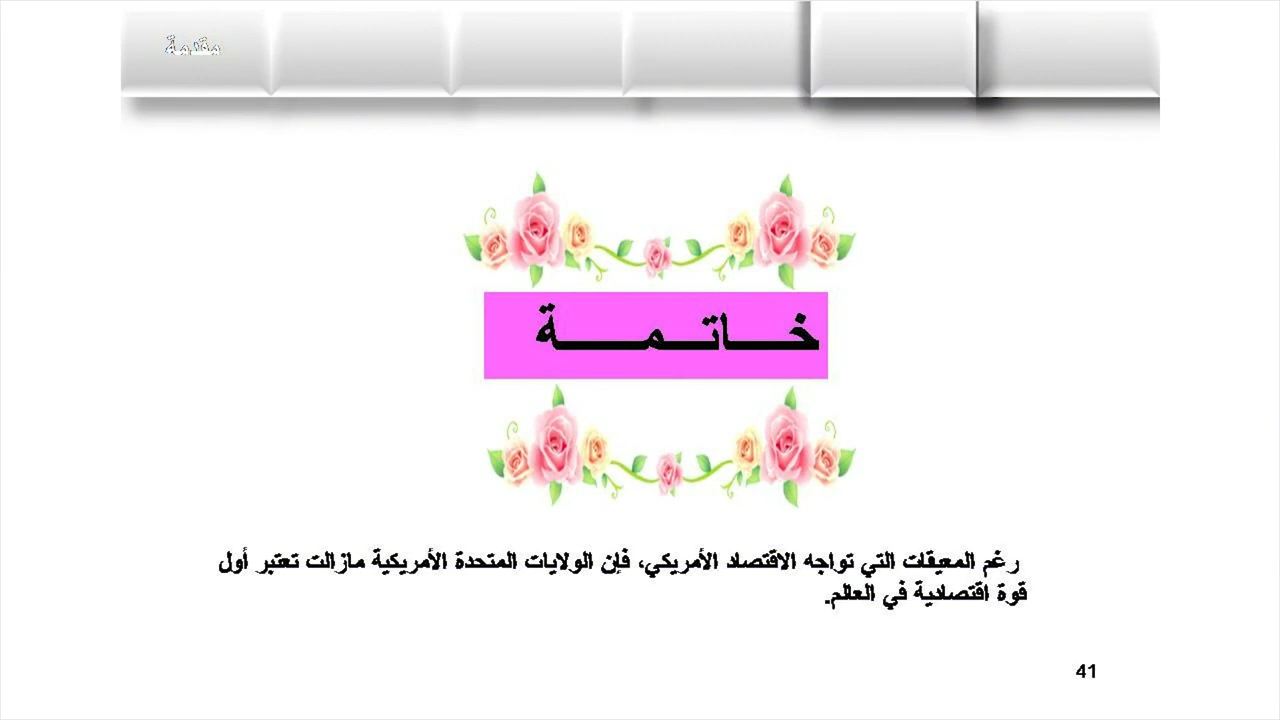 مقدمة
خـــــاتـــمـــــــة
رغم المعيقات التي تواجه الاقتصاد الأمريكي، فإن الولايات المتحدة الأمريكية مازالت تعتبر أول
قوة اقتصادية في العالم.
41